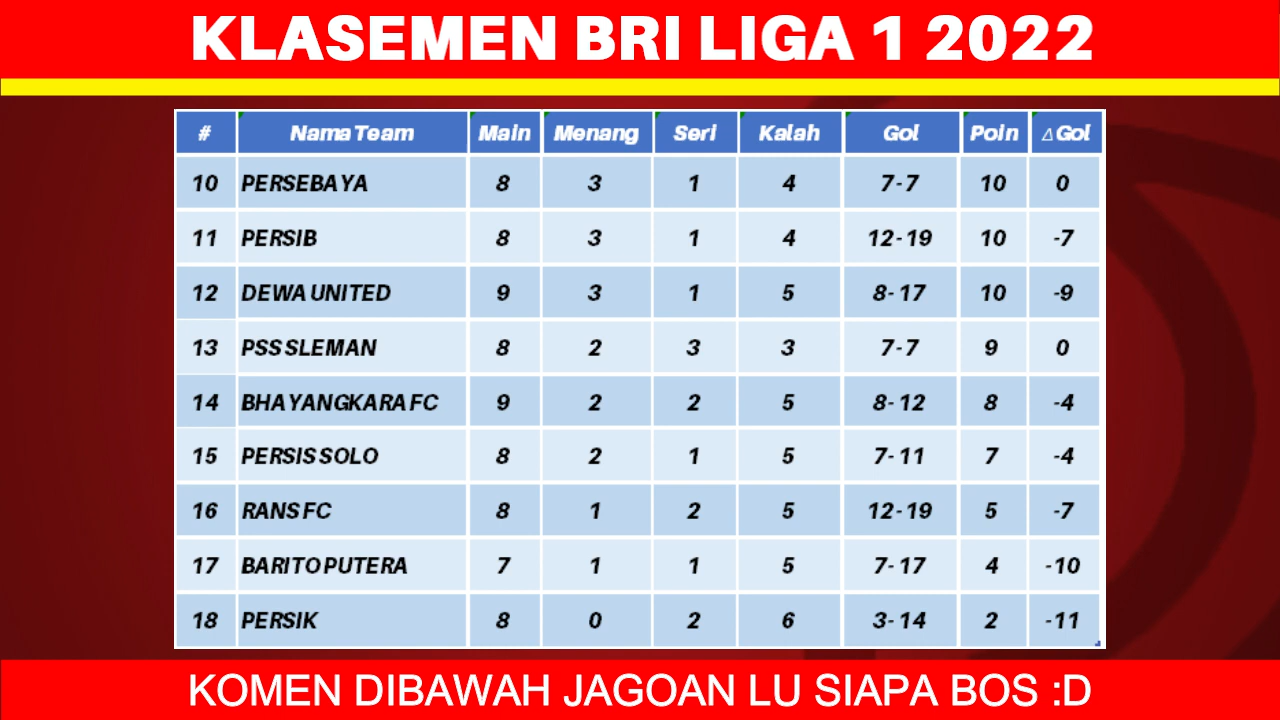 KLASEMEN BRI LIGA 1 2022
# Nama Team Main Menang Seri Kalah Gol Poin △ Gol
10 PERSEBAYA 8 3 1 4 7-7 10 0
11 PERSIB 8 3 1 4 12-19 10 -7
12 DEWA UNITED 9 3 1 5 8-17 10 -9
13 PSS SLEMAN 8 2 3 3 7-7 9 0
14 BHAYANGKARA FC 9 2 2 5 8-12 8 -4
15 PERSIS SOLO 8 2 1 5 7-11 7 -4
16 RANS FC 8 1 2 5 12-19 5 -7
17 BARITO PUTERA 7 1 1 5 7-17 4 -10
18 PERSIK 8 0 2 6 3-14 2 -11
KOMEN DIBAWAH JAGOAN LU SIAPA BOS :D